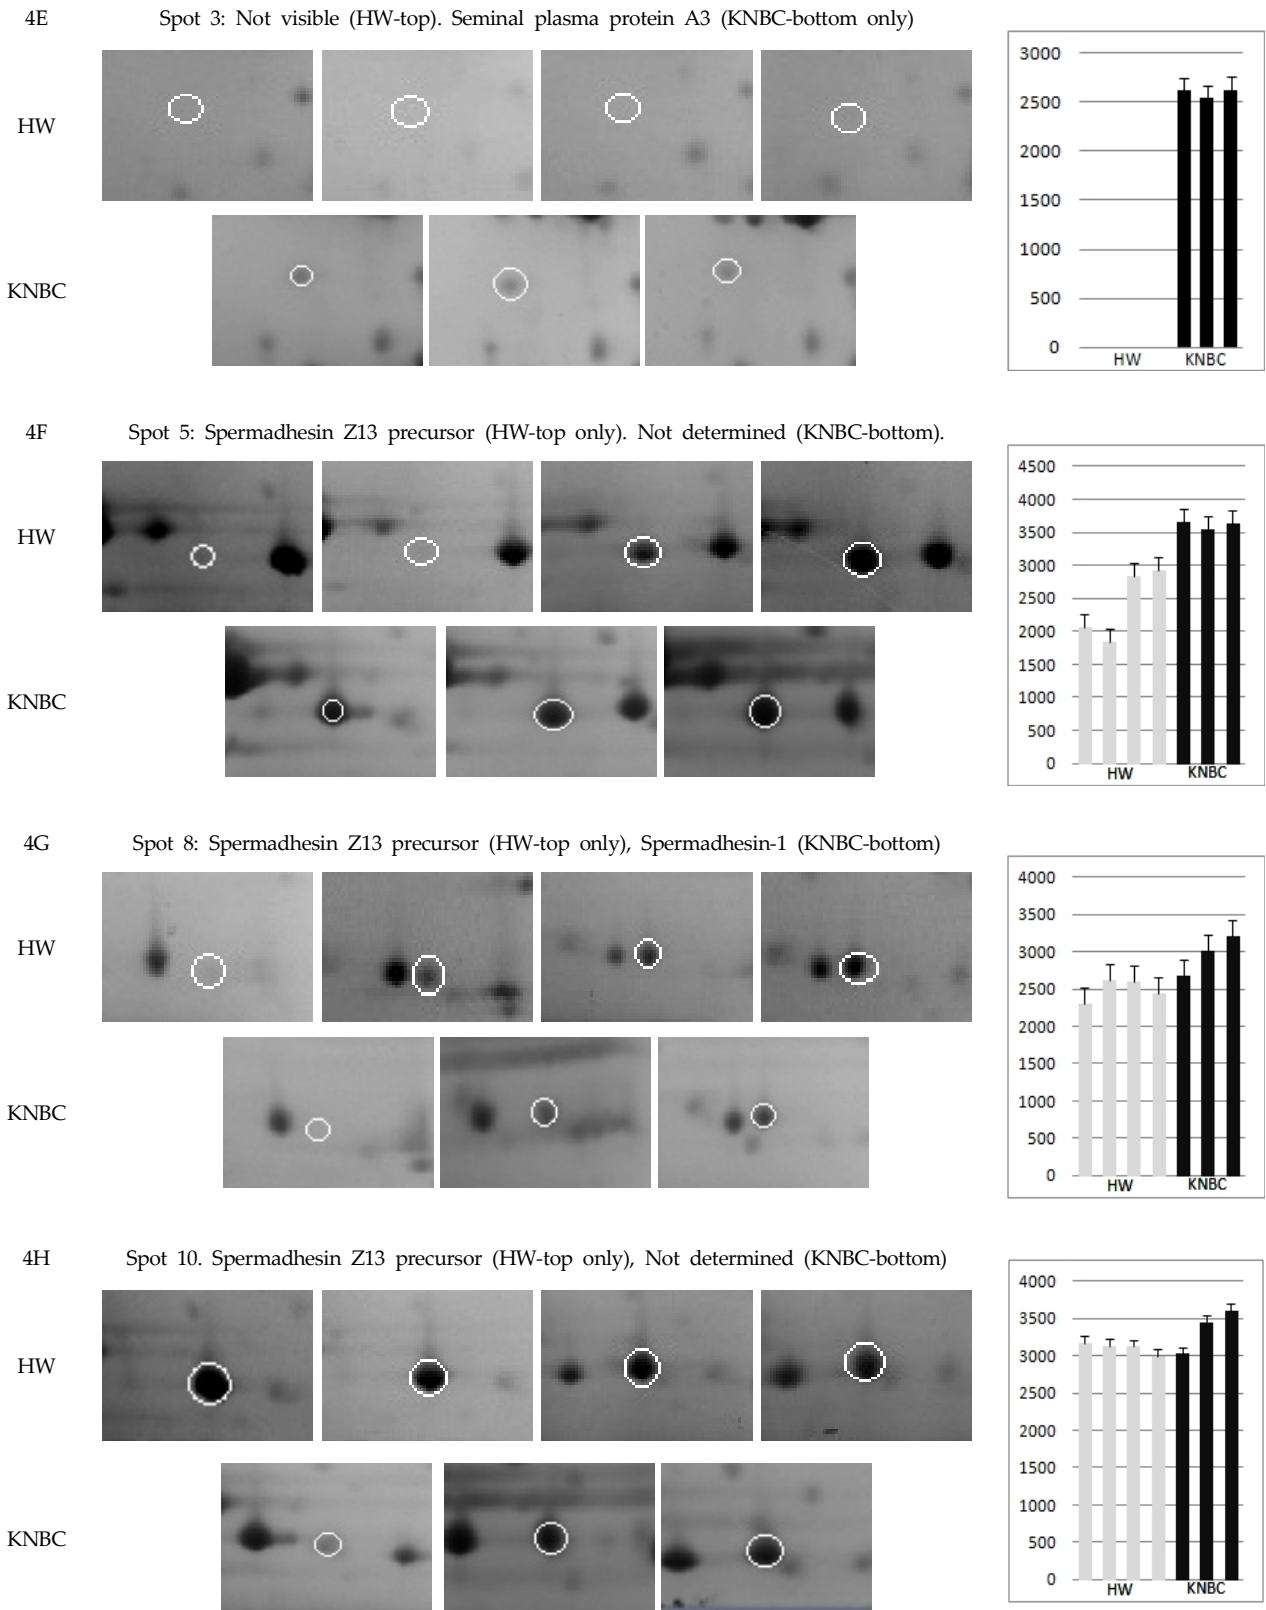 4E Spot 3: Not visible (HW-top). Seminal plasma protein A3 (KNBC-bottom only)
HW
KNBC
3000
2500
2000
1500
1000
500
0
HW KNBC
4F Spot 5: Spermadhesin Z13 precursor (HW-top only). Not determined (KNBC-bottom).
HW
KNBC
4500
4000
3500
3000
2500
2000
1500
1000
500
0
HW KNBC
4G Spot 8: Spermadhesin Z13 precursor (HW-top only), Spermadhesin-1 (KNBC-bottom)
HW
KNBC
4000
3500
3000
2500
2000
1500
1000
500
0
HW KNBC
4H Spot 10. Spermadhesin Z13 precursor (HW-top only), Not determined (KNBC-bottom)
HW
KNBC
4000
3500
3000
2500
2000
1500
1000
500
0
HW KNBC